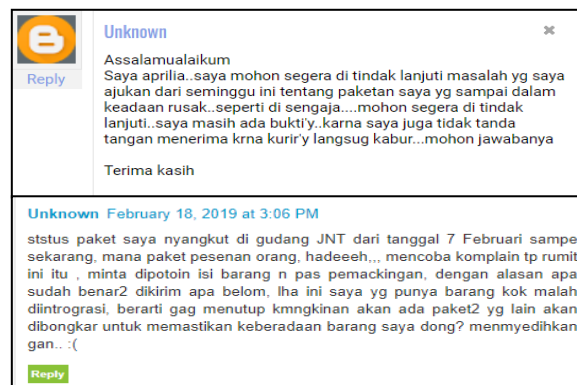 Unknown
Reply
Assalamualaikum
Saya aprilia..saya mohon segera di tindak lanjuti masalah yg saya
ajukan dari seminggu ini tentang paketan saya yg sampai dalam
keadaan rusak..seperti di sengaja....mohon segera di tindak
lanjuti..saya masih ada bukti'y..karna saya juga tidak tanda
tangan menerima krna kurir'y langsug kabur...mohon jawabanya
Terima kasih
Unknown February 18, 2019 at 3:06 PM
ststus paket saya nyangkut di gudang JNT dari tanggal 7 Februari sampe
sekarang, mana paket pesenan orang, hadeeeh,,, mencoba komplain tp rumit
ini itu , minta dipotoin isi barang n pas pemackingan, dengan alasan apa
sudah benar2 dikirim apa belom, lha ini saya yg punya barang kok malah
diintrograsi, berarti gag menutup kmngkinan akan ada paket2 yg lain akan
dibongkar untuk memastikan keberadaan barang saya dong? menmyedihkan
gan.. :(
Reply